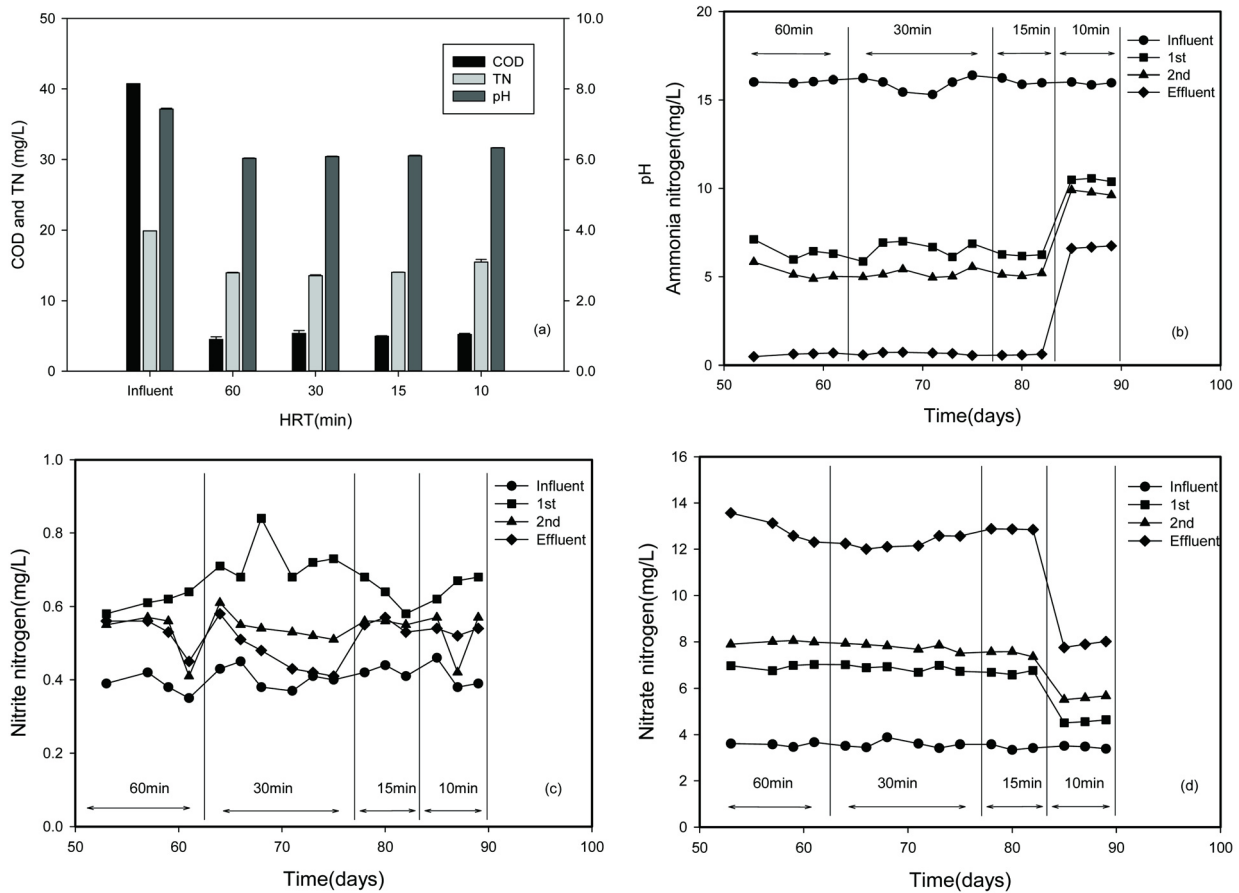 50
40
30
20
10
0
COD and TN (mg/L)
10.0
8.0
6.0
4.0
2.0
0.0
pH
COD
TN
pH
(a)
Influent 60 30 15 10
HRT(min)
20
15
10
5
0
Ammonia nitrogen(mg/L)
60min 30min 15min 10min
Influent
1st
2nd
Effluent
(b)
50 60 70 80 90 100
Time(days)
1.0
0.8
0.6
0.4
0.2
0.0
Nitrite nitrogen(mg/L)
Influent
1st
2nd
Effluent
60min 30min 15min 10min
(c)
50 60 70 80 90 100
Time(days)
16
14
12
10
8
6
4
2
0
Nitrate nitrogen(mg/L)
Influent
1st
2nd
Effluent
60min 30min 15min 10min
(d)
50 60 70 80 90 100
Time(days)